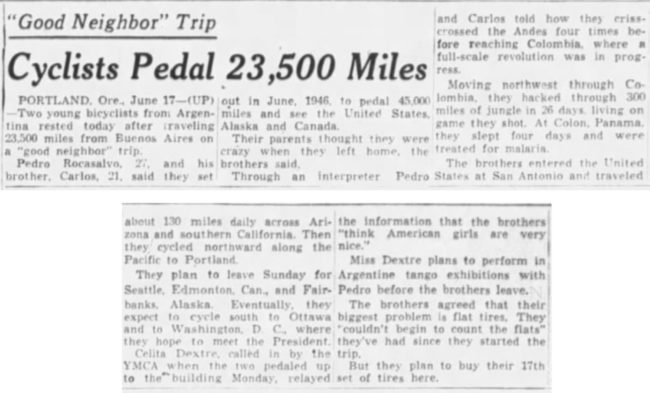 "Good Neighbor" Trip
Cyclists Pedal 23,500 Miles
PORTLAND, Ore., June 17—(UP)
—Two young bicyclists from Argen-
tina rested today after traveling
23,500 miles from Buenos Aires on
a "good neighbor" trip.
Pedro Rocasalvo, and his
brother, Carlos, 21, said they set
out in June, 1946, to pedal 45,000
miles and see the United States,
Alaska and Canada.
Their parents thought they were
crazy when they left home, the
brothers said.
Through an interpreter Pedro
and Carlos told how they criss-
crossed the Andes four times be-
fore reaching Colombia, where a
full-scale revolution was in prog-
ress.
Moving northwest through Co-
lombia, they hacked through 300
miles of jungle in 26 days, living on
game they shot. At Colon, Panama,
they slept four days and were
treated for malaria.
The brothers entered the United
States at San Antonio and traveled
about 130 miles daily across Ari-
zona and southern California. Then
they cycled northward along the
Pacific to Portland.
They plan to leave Sunday for
Seattle, Edmonton, Can., and Fair-
banks, Alaska. Eventually, they
expect to cycle south to Ottawa
and to Washington, D. C., where
they hope to meet the President.
Celita Dextre, called in by the
YMCA when the two pedaled up
to the building Monday, relayed
the information that the brothers
"think American girls are very
nice."
Miss Dextre plans to perform in
Argentine tango exhibitions with
Pedro before the brothers leave.
The brothers agreed that their
biggest problem is flat tires. They
"couldn't begin to count the flats"
they've had since they started the
trip.
But they plan to buy their 17th
set of tires here.